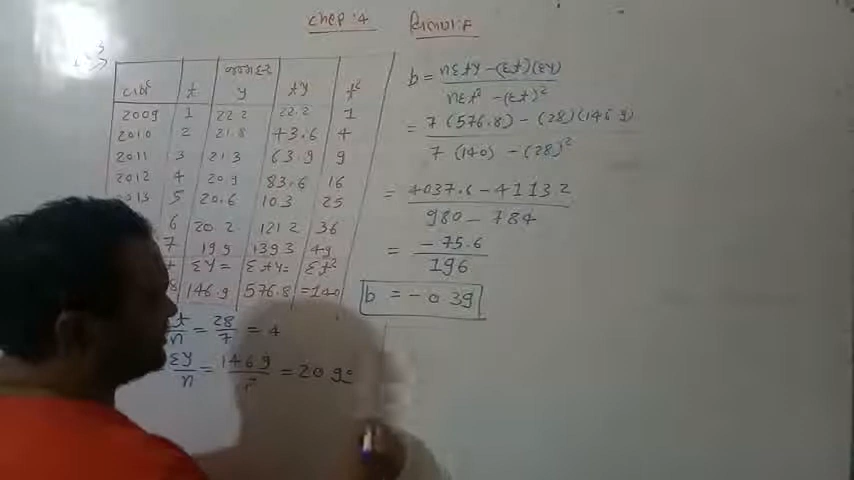 chep :4
વર્ષ t y ty t²
2009 1 22.2 22.2 1
2010 2 21.8 43.6 4
2011 3 21.3 63.9 9
2012 4 20.9 83.6 16
2013 5 20.6 103 25
6 20.2 121.2 36
7 19.9 139.3 49
Σy= Σty= Σt²
146.9 576.8 =140
n = 28/7 = 4
Σy/n = 146.9/7 = 20.98
b = nΣty - (Σt)(Σy) / nΣt² - (Σt)²
= 7(576.8) - (28)(146.9) / 7(140) - (28)²
= 4037.6 - 4113.2 / 980 - 784
= -75.6 / 196
b = -0.39